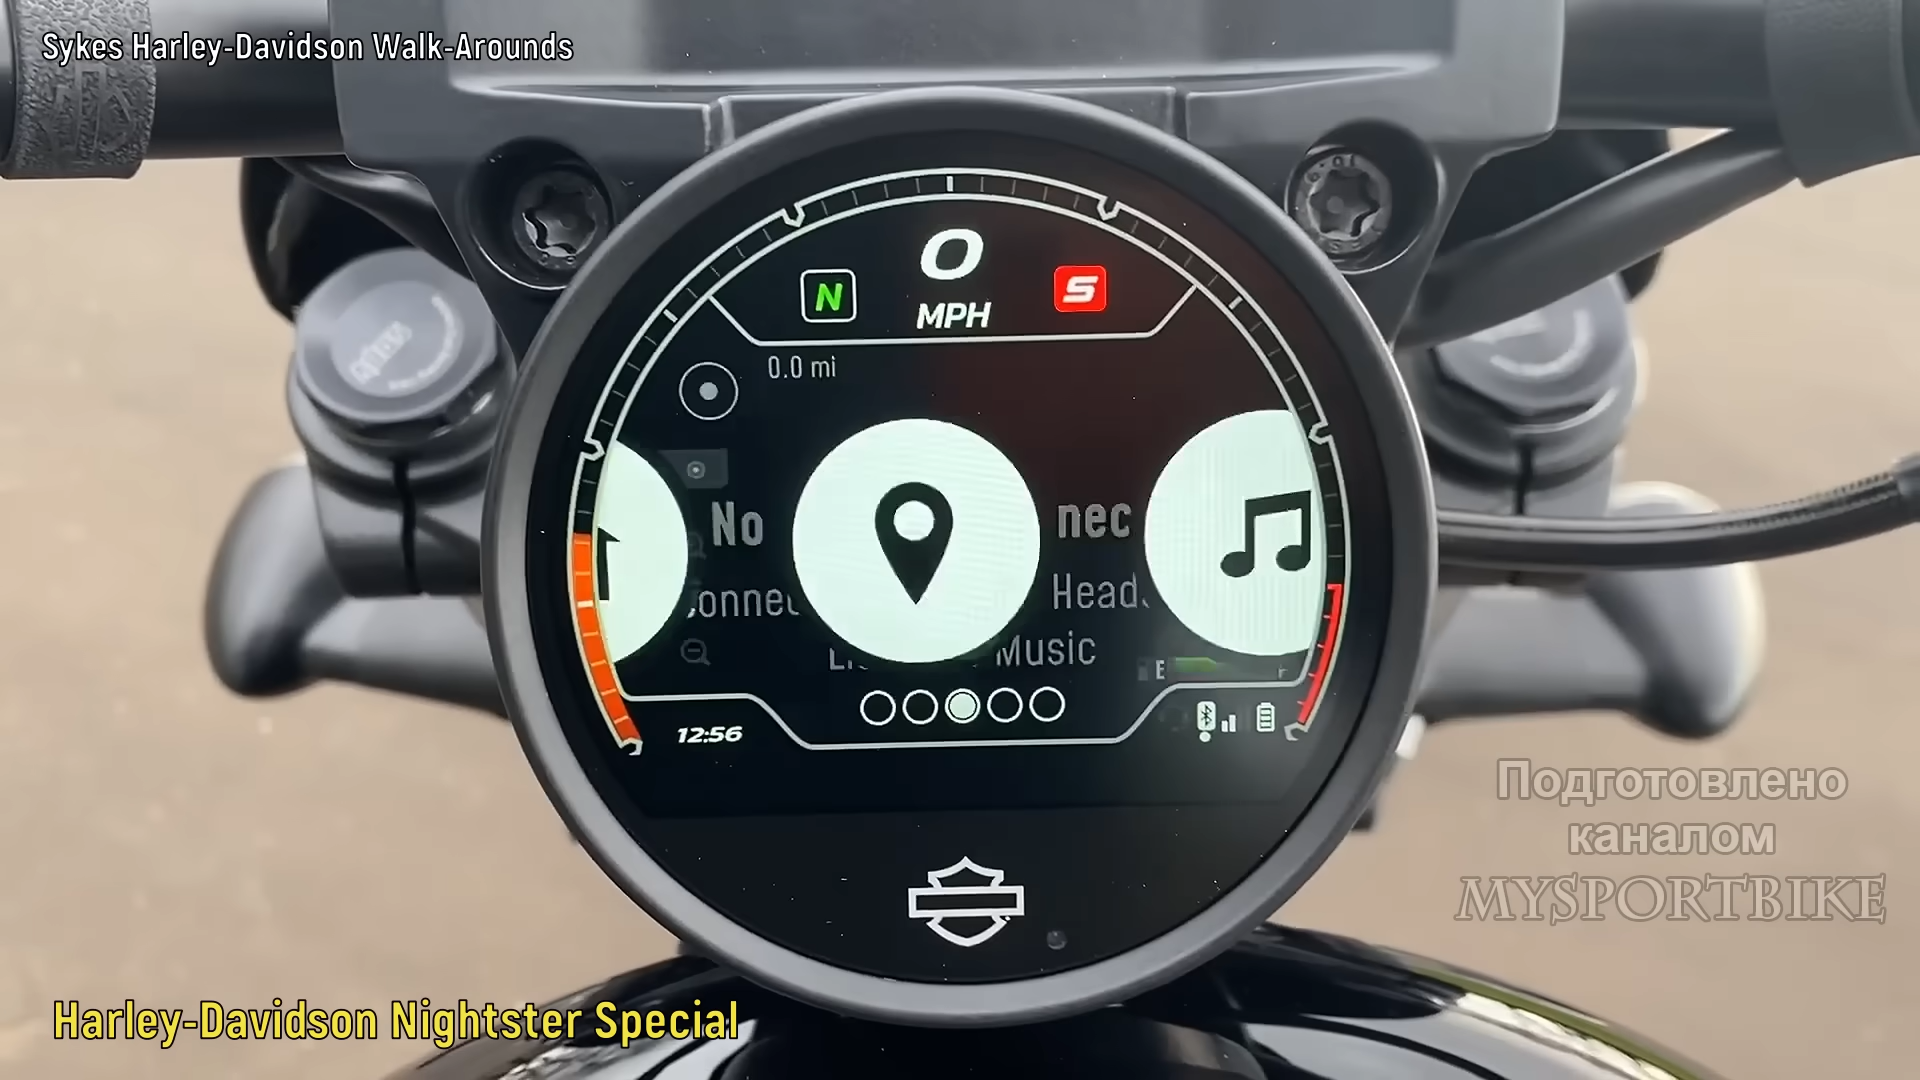 Sykes Harley-Davidson Walk-Arounds
0
N
S
MPH
0.0 mi
No
nec
onnec
Head
Music
E
F
12:56
Подготовлено
каналом
MYSPORTBIKE
Harley-Davidson Nightster Special